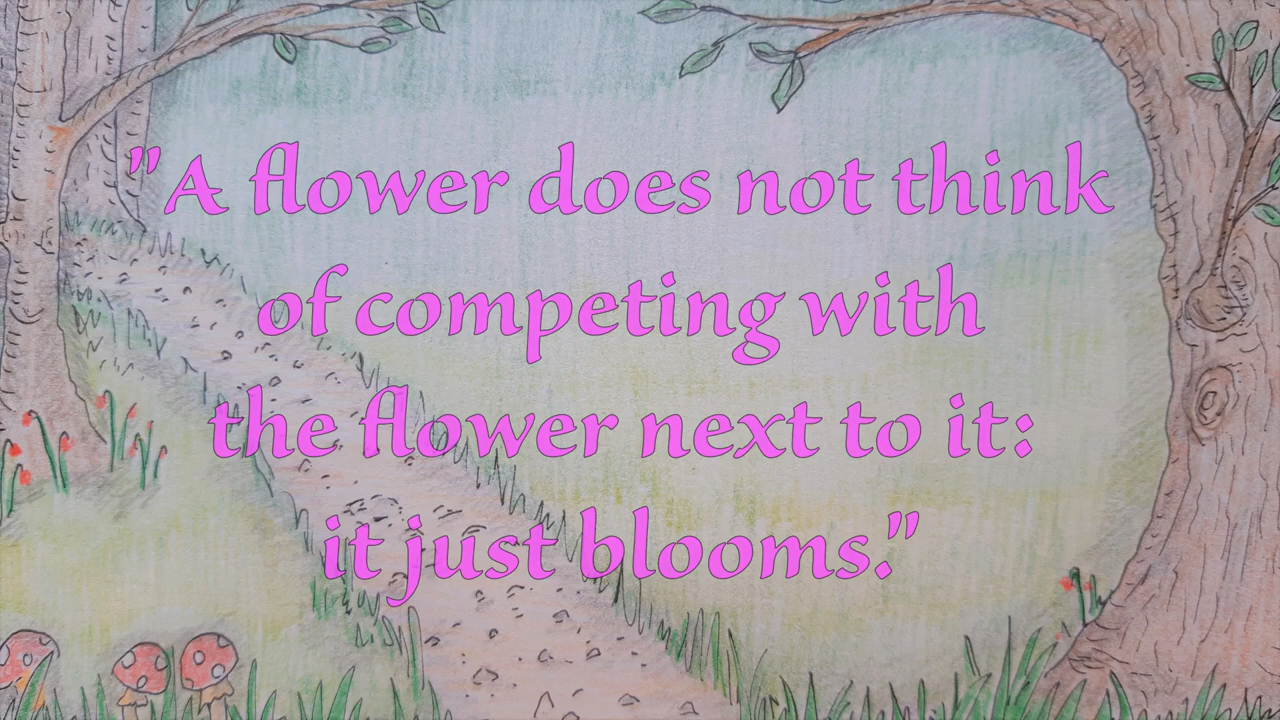 "A flower does not think
of competing with
the flower next to it:
it just blooms."